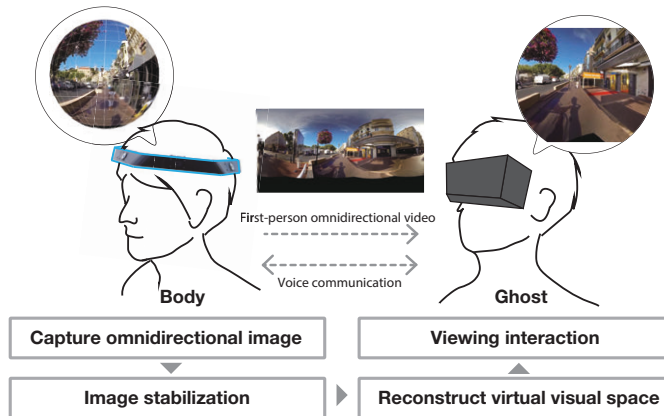 First-person omnidirectional video
Voice communication
Body
Ghost
Capture omnidirectional image
Viewing interaction
Image stabilization
Reconstruct virtual visual space